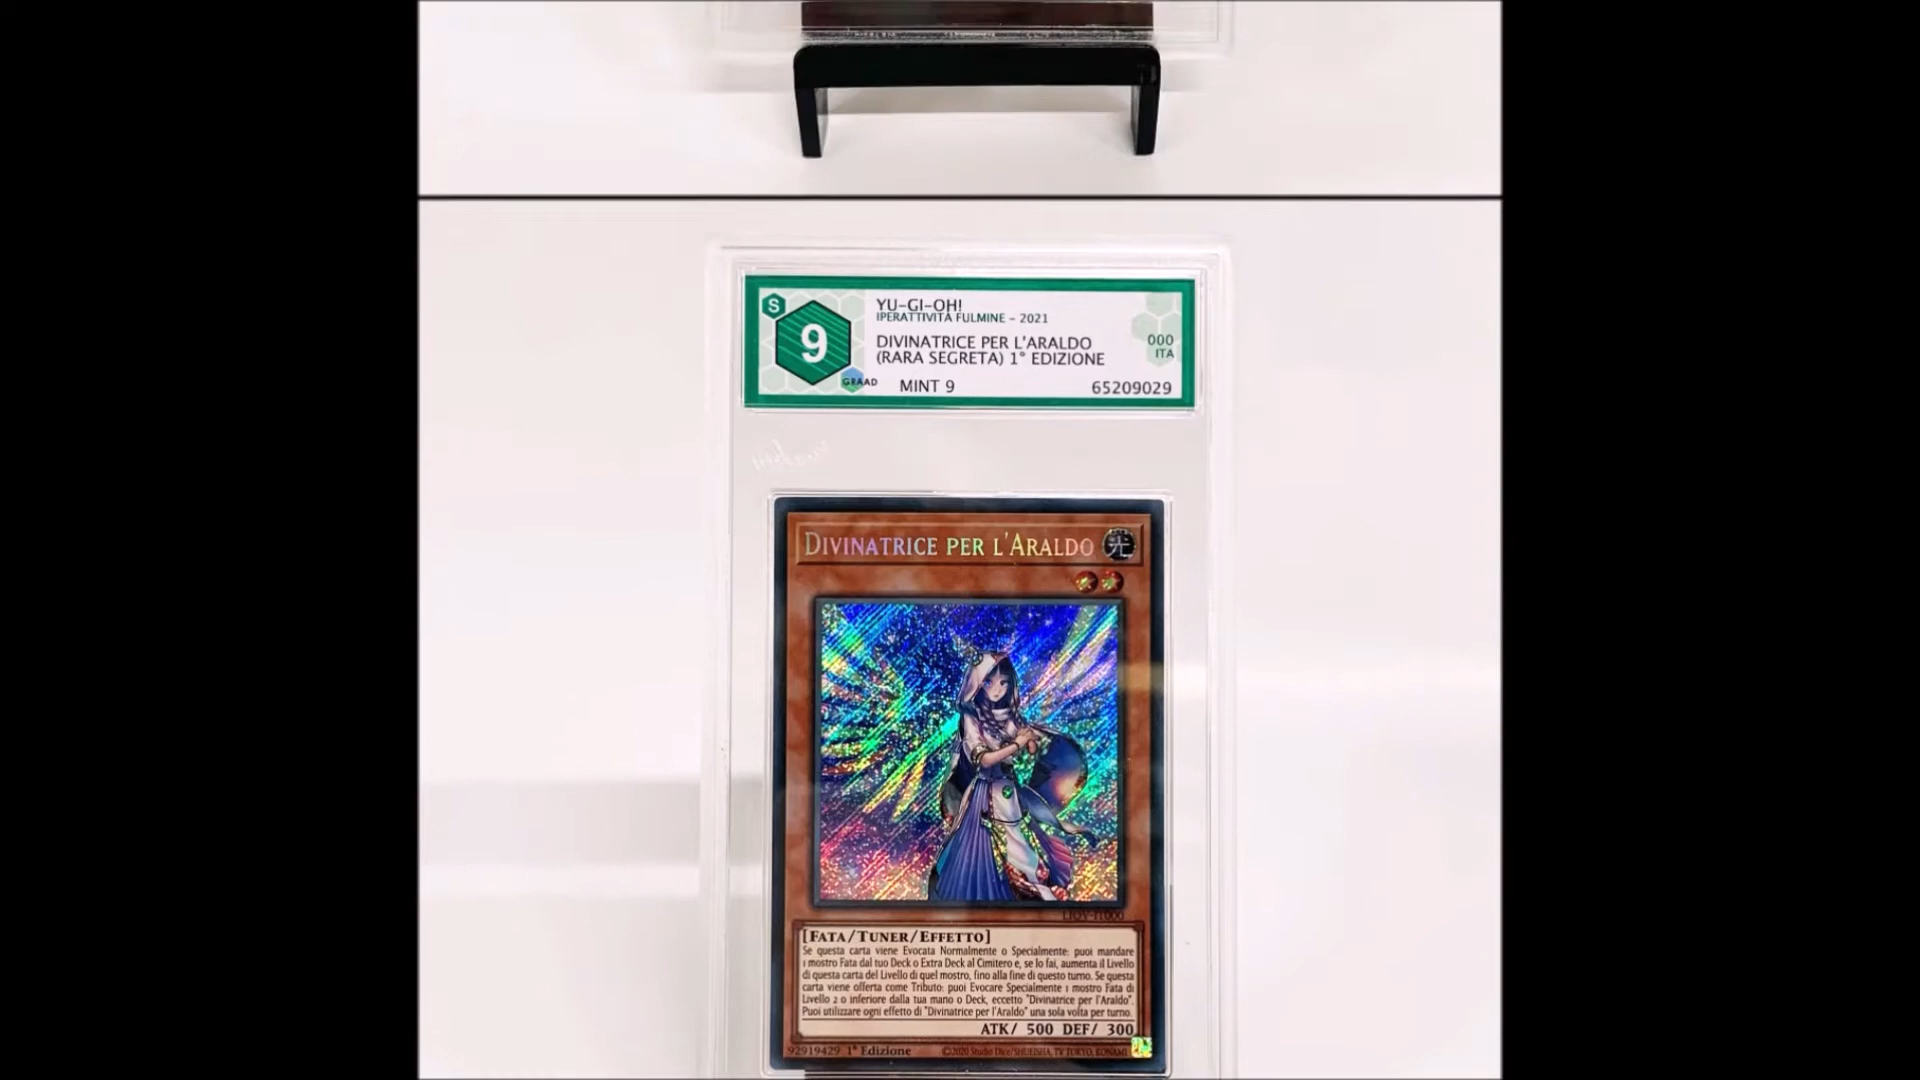 S
9
GRAAD
YU-GI-OH!
IPERATTIVITÀ FULMINE - 2021
DIVINATRICE PER L'ARALDO
(RARA SEGRETA) 1° EDIZIONE
000
ITA
MINT 9
65209029
DIVINATRICE PER L'ARALDO
光
LIOV-IT000
[FATA/TUNER/EFFETTO]
Se questa carta viene Evocata Normalmente o Specialmente: puoi mandare
1 mostro Fata dal tuo Deck o Extra Deck al Cimitero e, se lo fai, aumenta il Livello
di questa carta del Livello di quel mostro, fino alla fine di questo turno. Se questa
carta viene offerta come Tributo: puoi Evocare Specialmente 1 mostro Fata di
Livello 2 o inferiore dalla tua mano o Deck, eccetto "Divinatrice per l'Araldo".
Puoi utilizzare ogni effetto di "Divinatrice per l'Araldo" una sola volta per turno.
ATK/ 500 DEF/ 300
92919429 1ª Edizione
©2020 Studio Dice/SHUEISHA, TV TOKYO, KONAMI